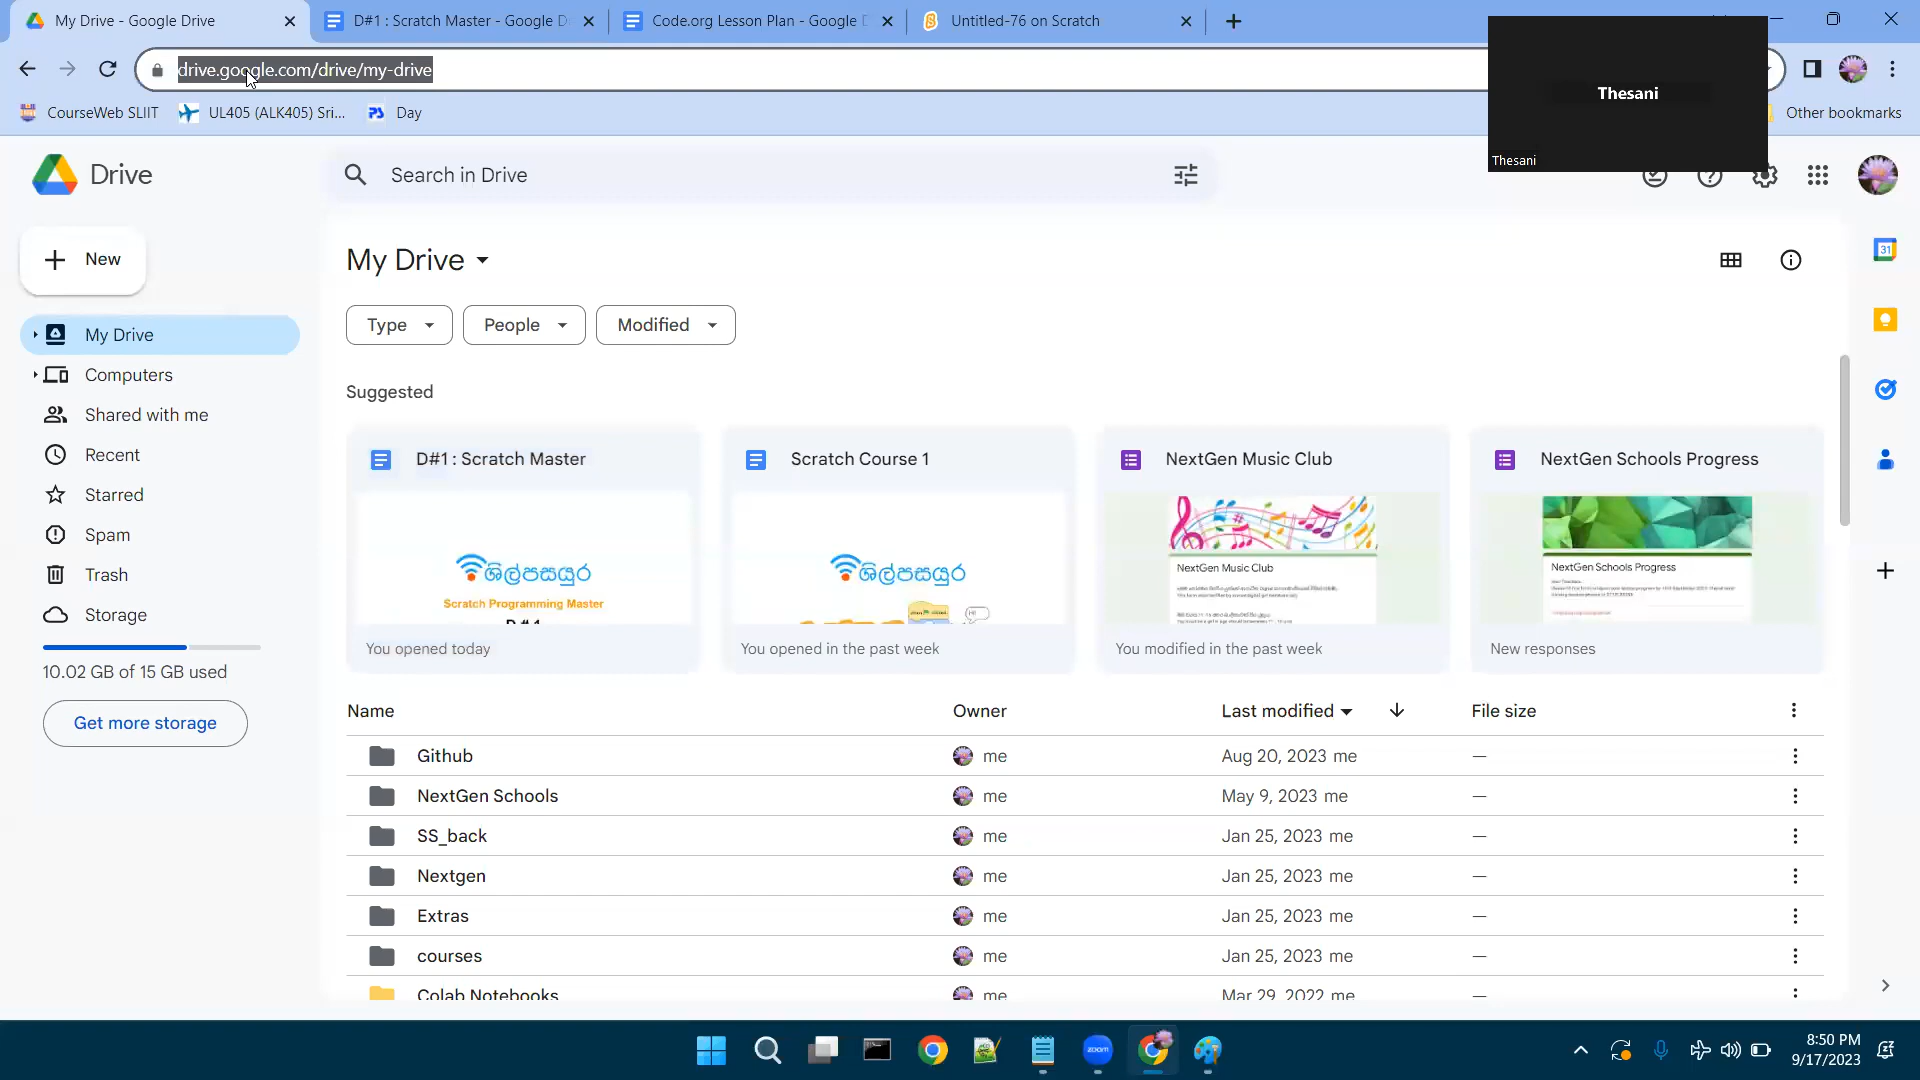 My Drive - Google Drive
D#1 : Scratch Master - Google D
Code.org Lesson Plan - Google D
Untitled-76 on Scratch
drive.google.com/drive/my-drive
CourseWeb SLIIT
UL405 (ALK405) Sri...
Day
Other bookmarks
Thesani
Thesani
Drive
Search in Drive
New
My Drive
Type
People
Modified
My Drive
Computers
Shared with me
Recent
Starred
Spam
Trash
Storage
10.02 GB of 15 GB used
Get more storage
Suggested
D#1 : Scratch Master
Scratch Course 1
NextGen Music Club
NextGen Schools Progress
ශිල්පසයුර
Scratch Programming Master
D # 1
ශිල්පසයුර
NextGen Music Club
NextGen Schools Progress
You opened today
You opened in the past week
You modified in the past week
New responses
Name Owner Last modified File size
Github me Aug 20, 2023 me —
NextGen Schools me May 9, 2023 me —
SS_back me Jan 25, 2023 me —
Nextgen me Jan 25, 2023 me —
Extras me Jan 25, 2023 me —
courses me Jan 25, 2023 me —
Colab Notebooks me Mar 29, 2022 me —
31
zoom
8:50 PM
9/17/2023